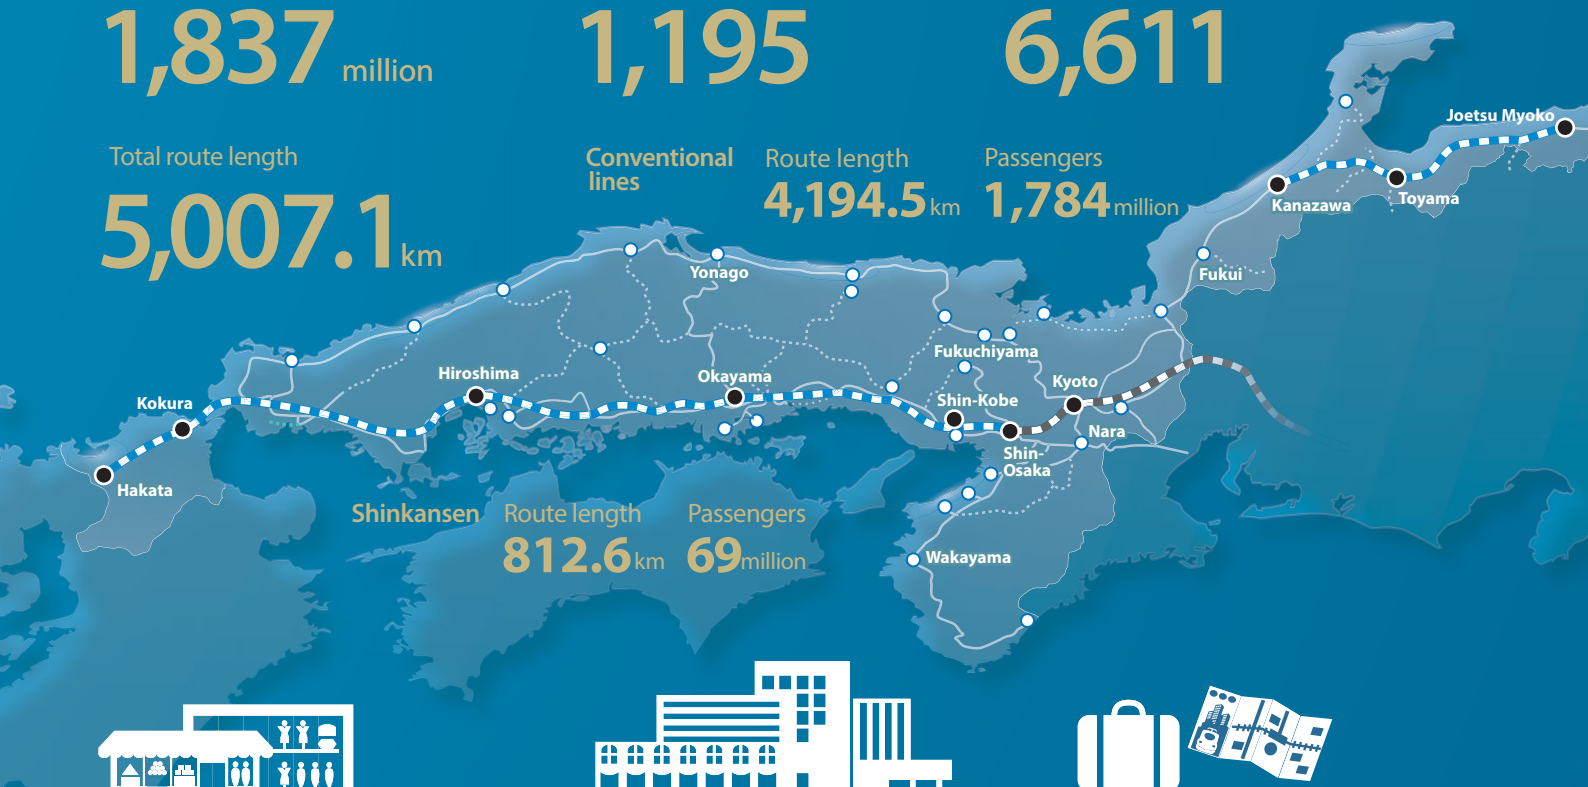 1,837 million
1,195
6,611
Total route length
5,007.1 km
Conventional
lines
Route length
4,194.5 km
Passengers
1,784 million
Joetsu Myoko
Toyama
Kanazawa
Fukui
Yonago
Fukuchiyama
Hiroshima
Okayama
Kyoto
Kokura
Shin-Kobe
Nara
Shin-
Osaka
Hakata
Wakayama
Shinkansen
Route length
812.6 km
Passengers
69 million